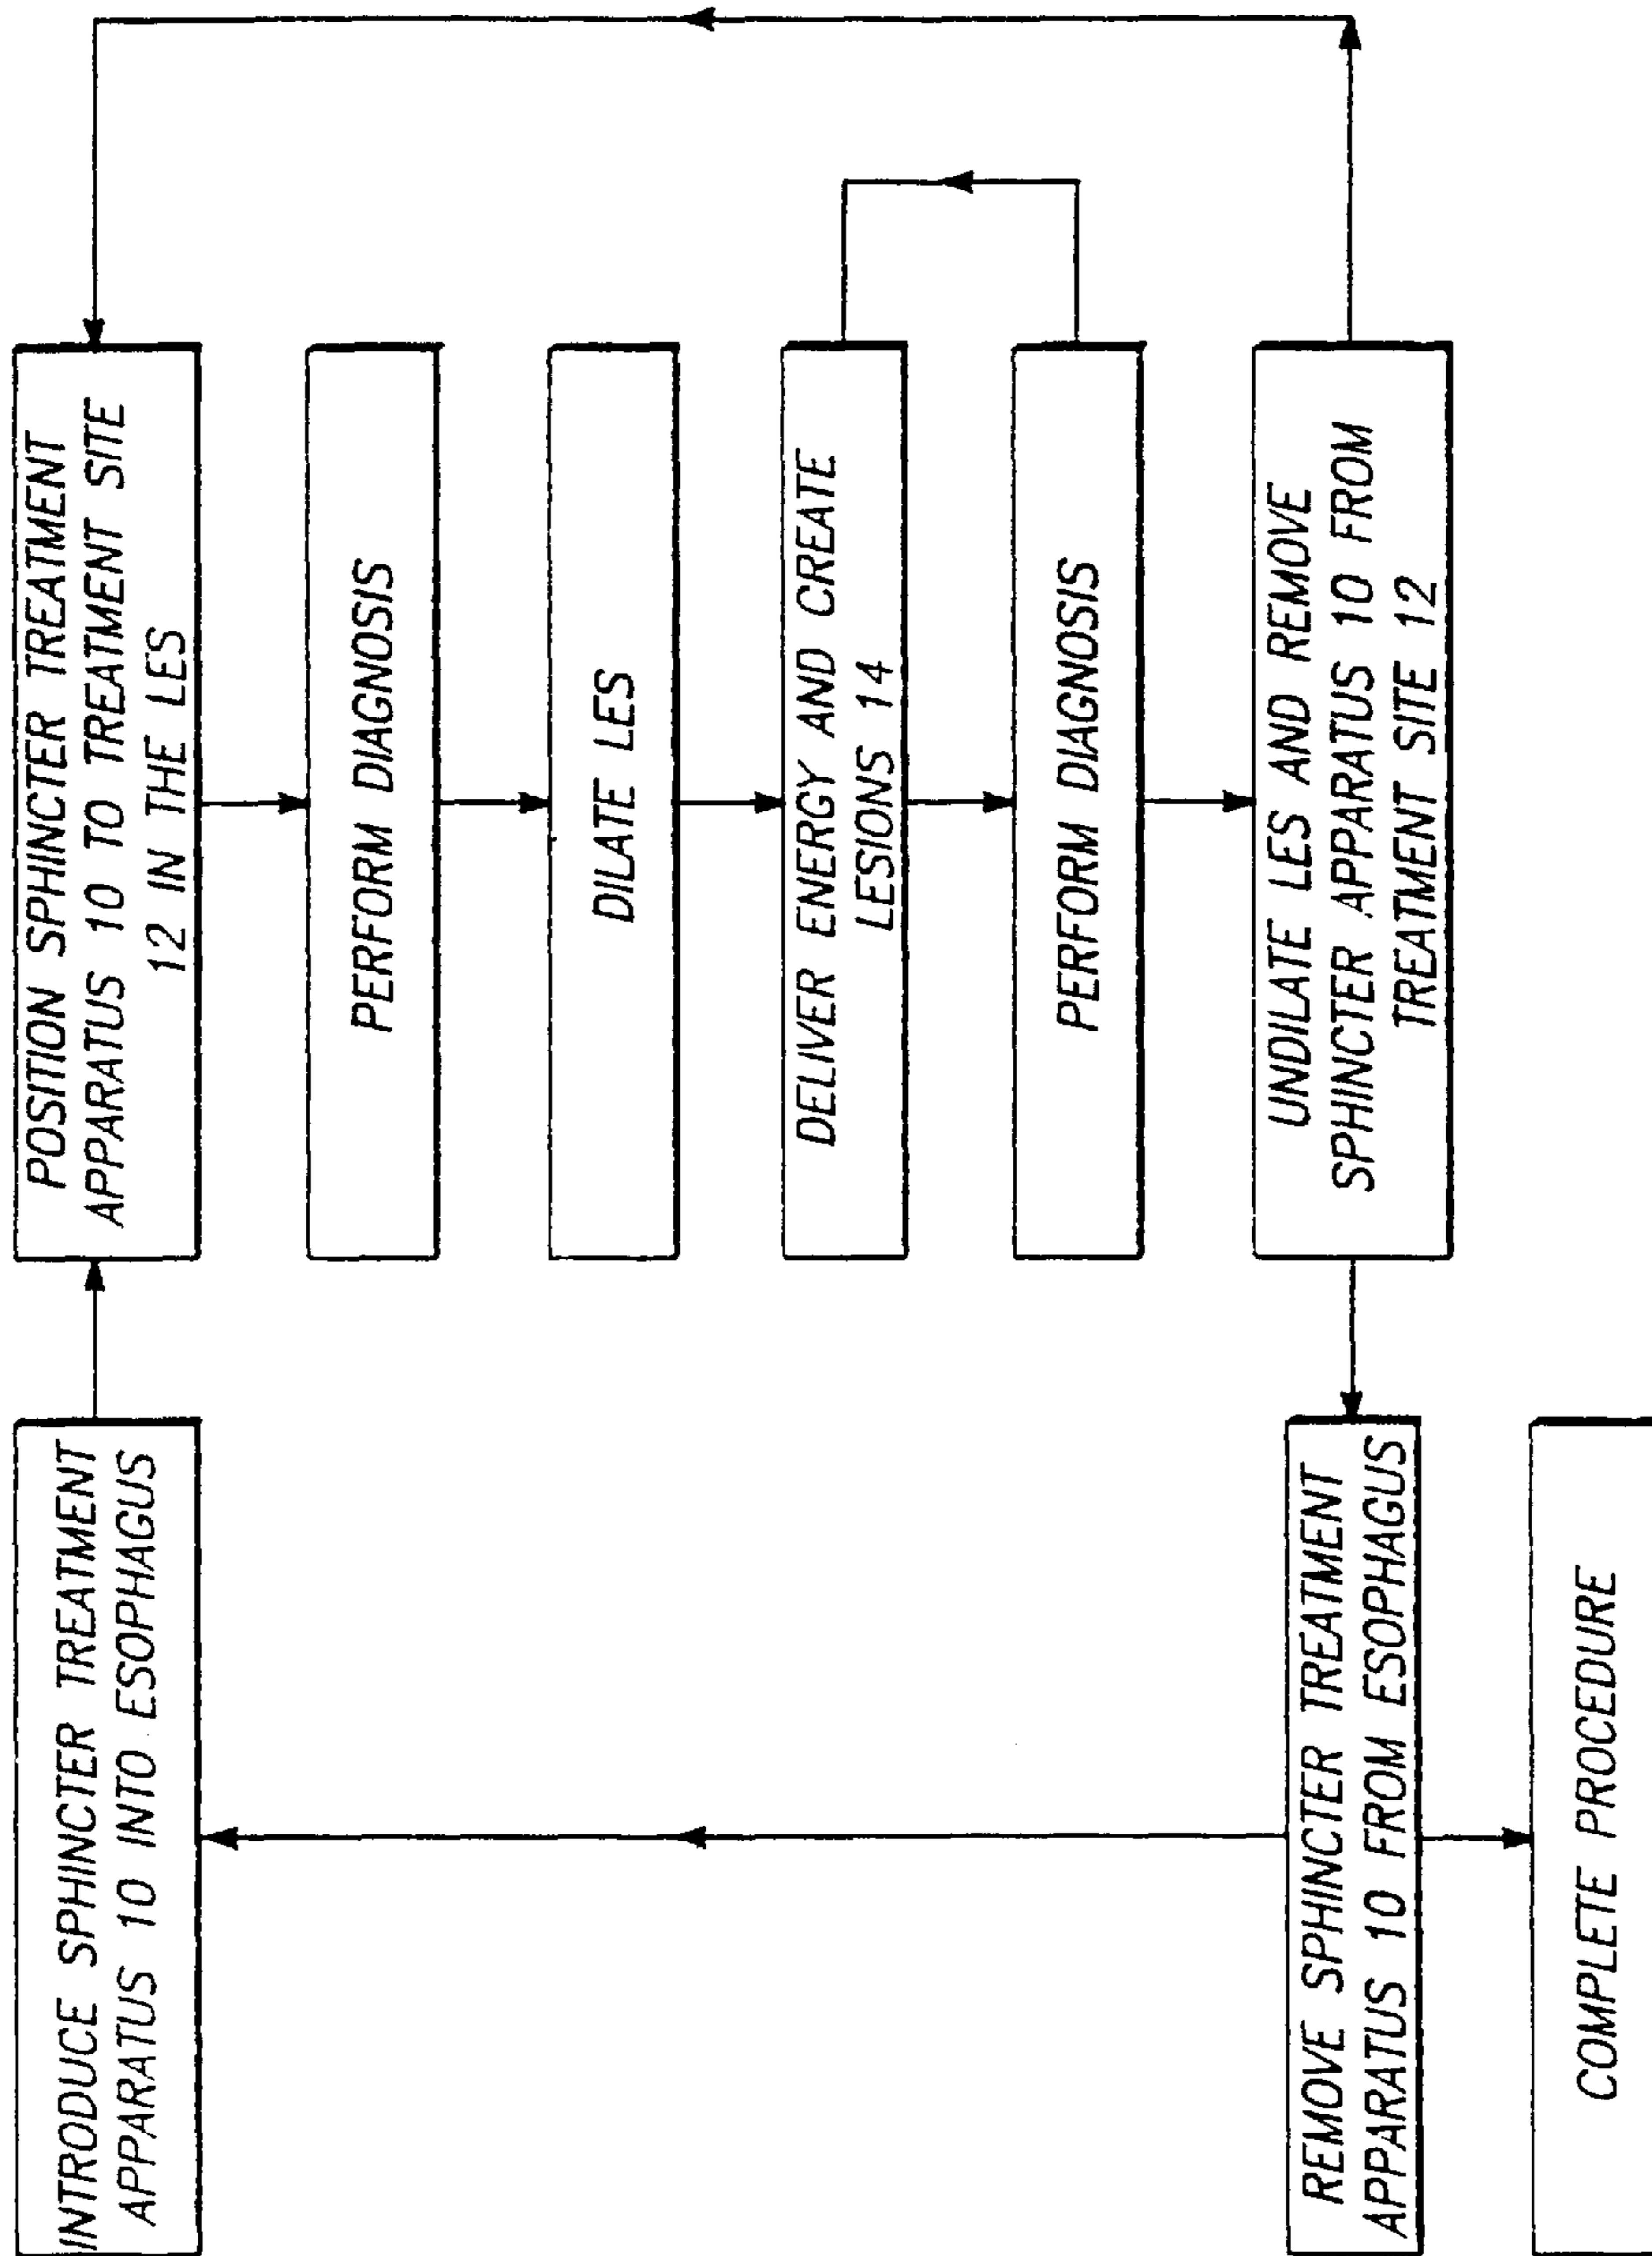 INTRODUCE SPHINCTER TREATMENT
APPARATUS 10 INTO ESOPHAGUS
POSITION SPHINCTER TREATMENT
APPARATUS 10 TO TREATMENT SITE
12 IN THE LES
PERFORM DIAGNOSIS
DILATE LES
DELIVER ENERGY AND CREATE
LESIONS 14
PERFORM DIAGNOSIS
UNDILATE LES AND REMOVE
SPHINCTER APPARATUS 10 FROM
TREATMENT SITE 12
REMOVE SPHINCTER TREATMENT
APPARATUS 10 FROM ESOPHAGUS
COMPLETE PROCEDURE